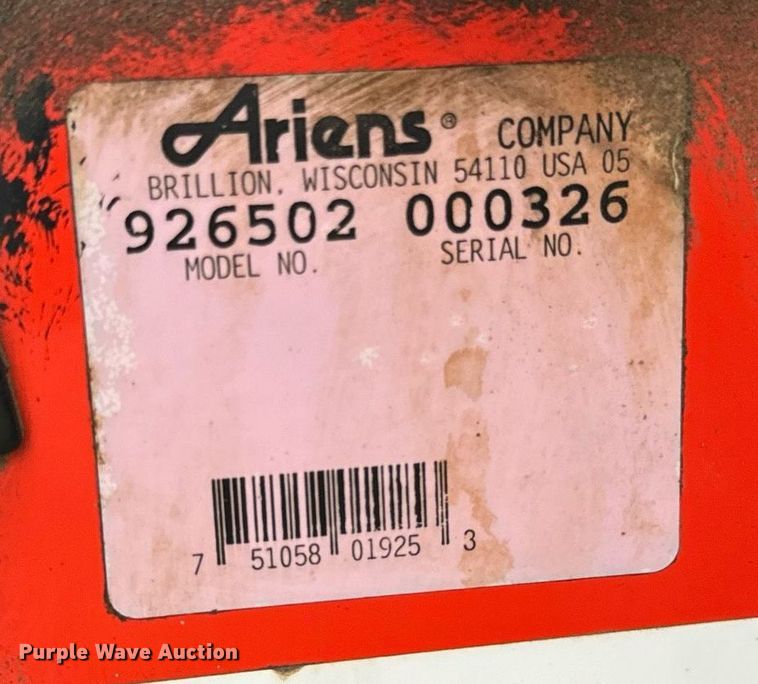 Ariens® COMPANY
BRILLION, WISCONSIN 54110 USA 05
926502 000326
MODEL NO. SERIAL NO.
7 51058 01925 3
Purple Wave Auction